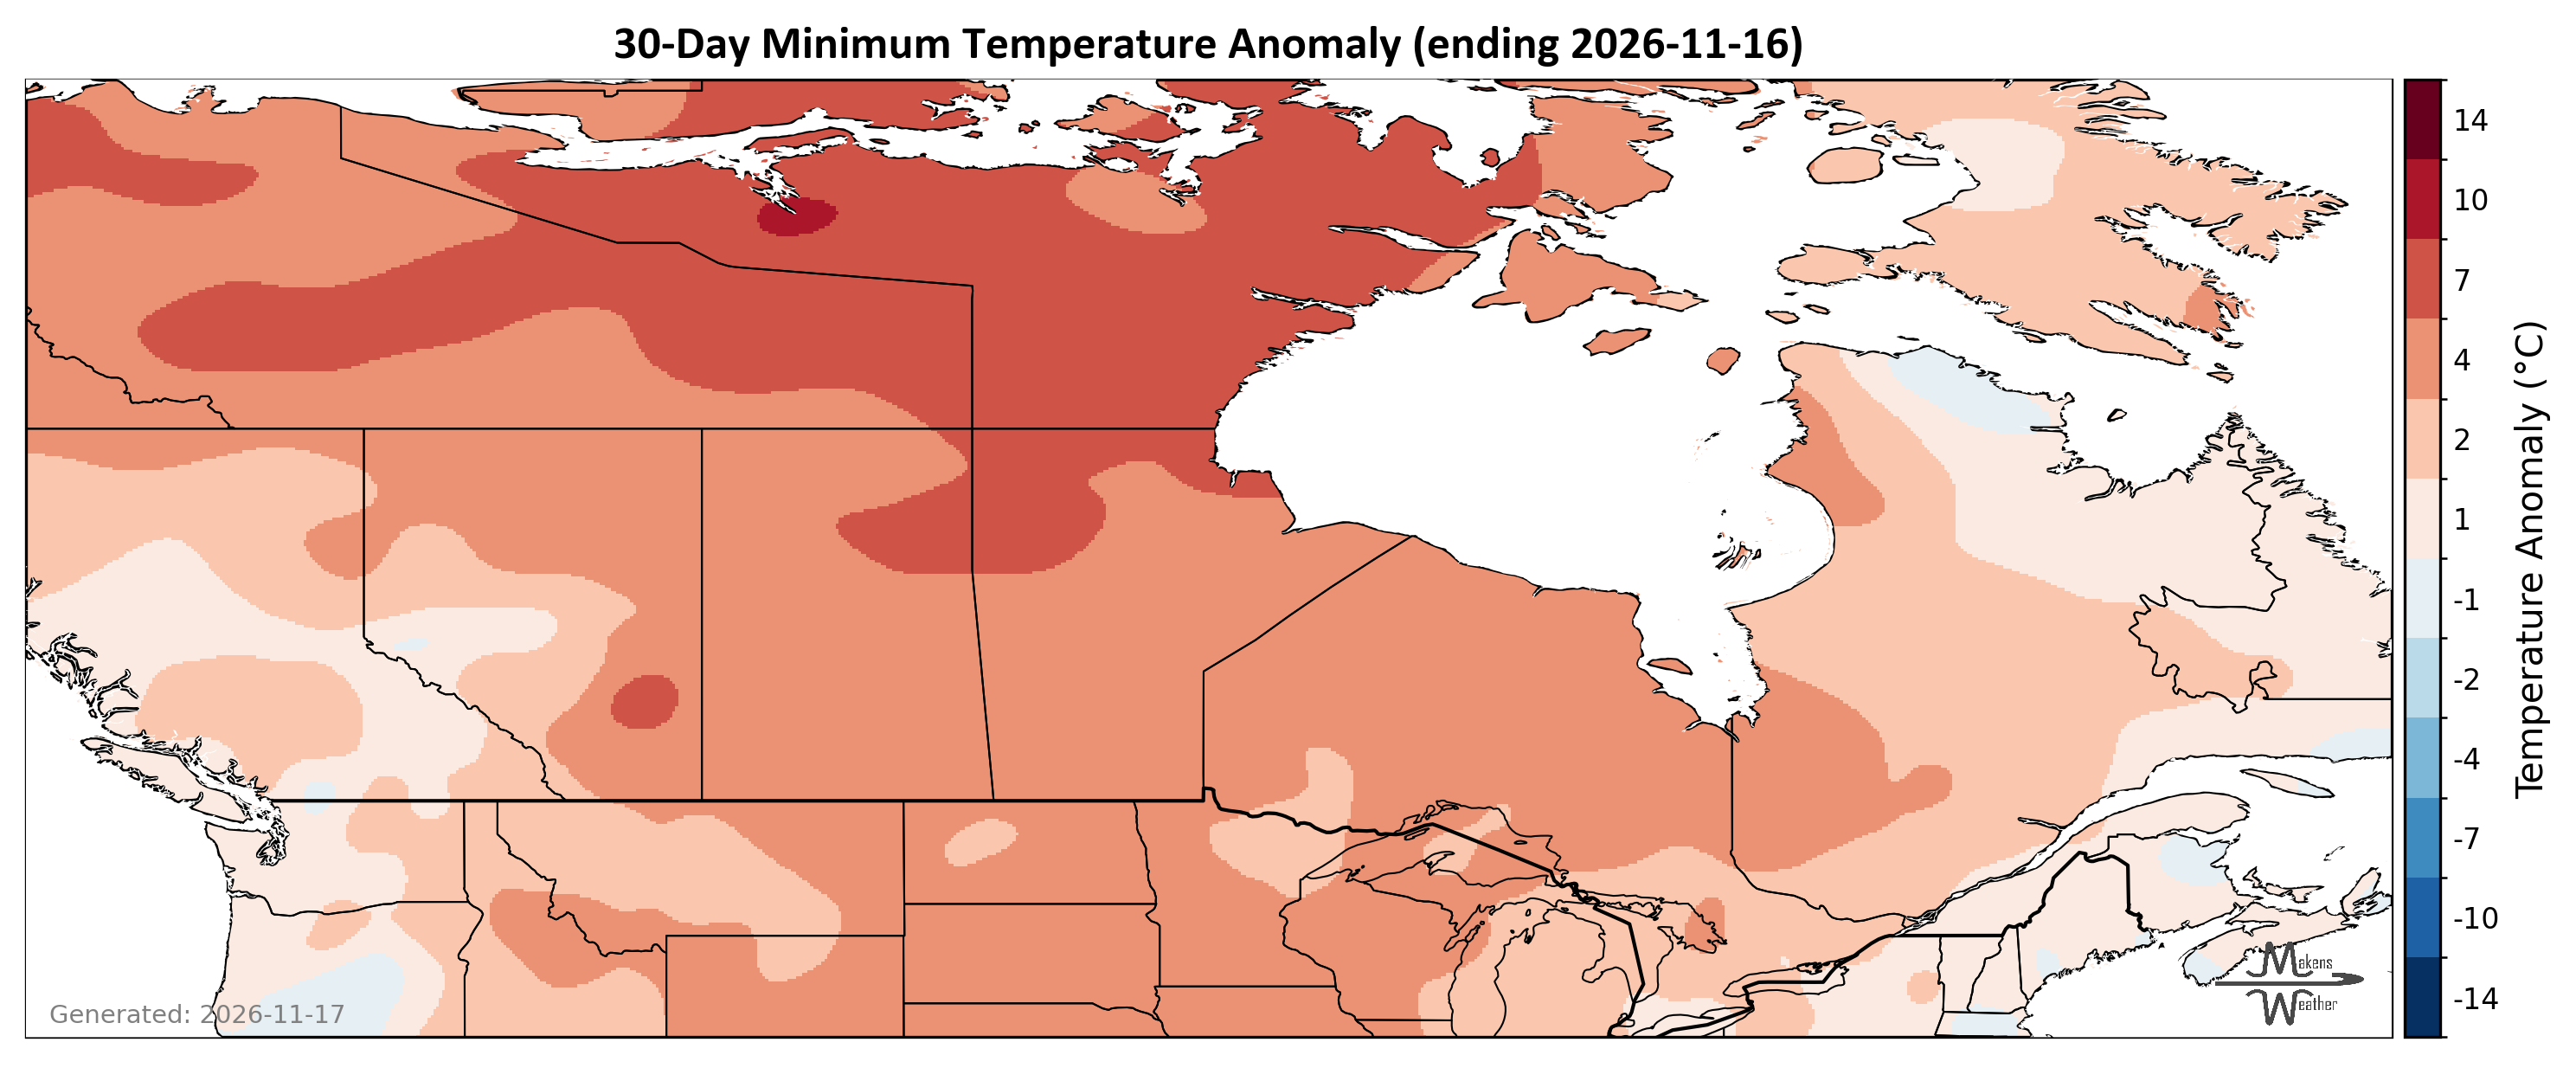 30-Day Minimum Temperature Anomaly (ending 2026-11-16)
14
10
7
4
2
1
-1
-2
-4
-7
-10
-14
Temperature Anomaly (°C)
Generated: 2026-11-17
Makens
Weather